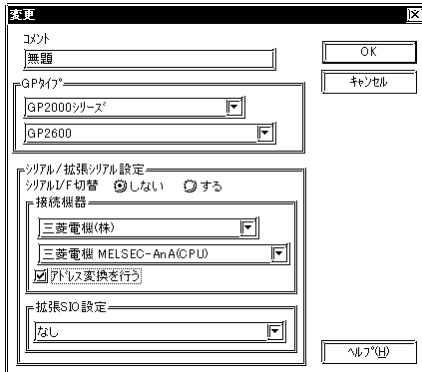 変更
コメント
無題
OK
キャンセル
GPタイプ
GP2000シリーズ
GP2600
シリアル/拡張シリアル設定
シリアルI/F切替 しない する
接続機器
三菱電機(株)
三菱電機 MELSEC-AnA(CPU)
アドレス変換を行う
拡張SIO設定
なし
ヘルプ(H)